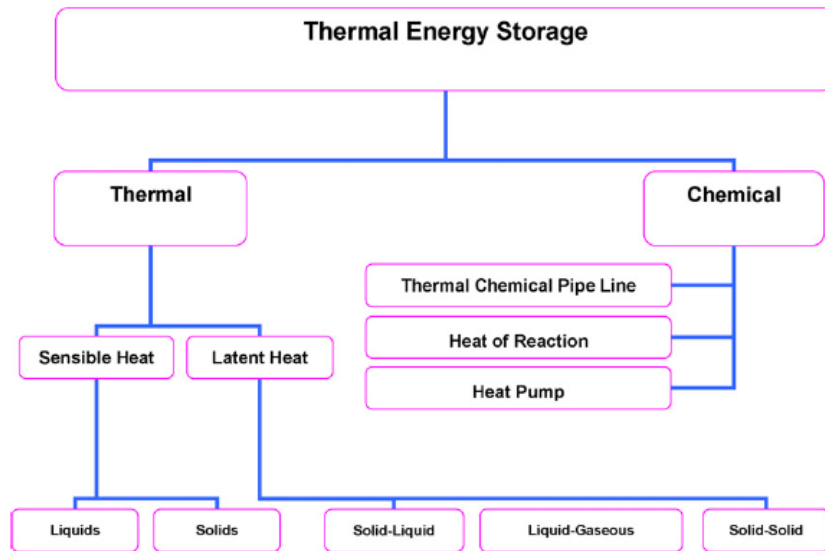 Thermal Energy Storage
Thermal
Chemical
Thermal Chemical Pipe Line
Heat of Reaction
Heat Pump
Sensible Heat
Latent Heat
Liquids
Solids
Solid-Liquid
Liquid-Gaseous
Solid-Solid